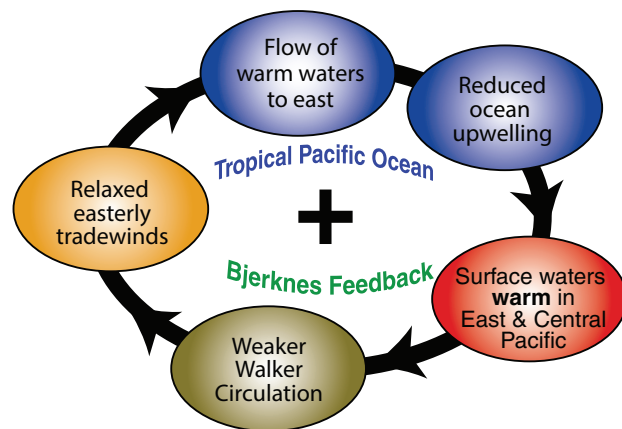 Flow of
warm waters
to east
Reduced
ocean
upwelling
Tropical Pacific Ocean
Relaxed
easterly
tradewinds
+
Bjerknes Feedback
Surface waters
warm in
East & Central
Pacific
Weaker
Walker
Circulation